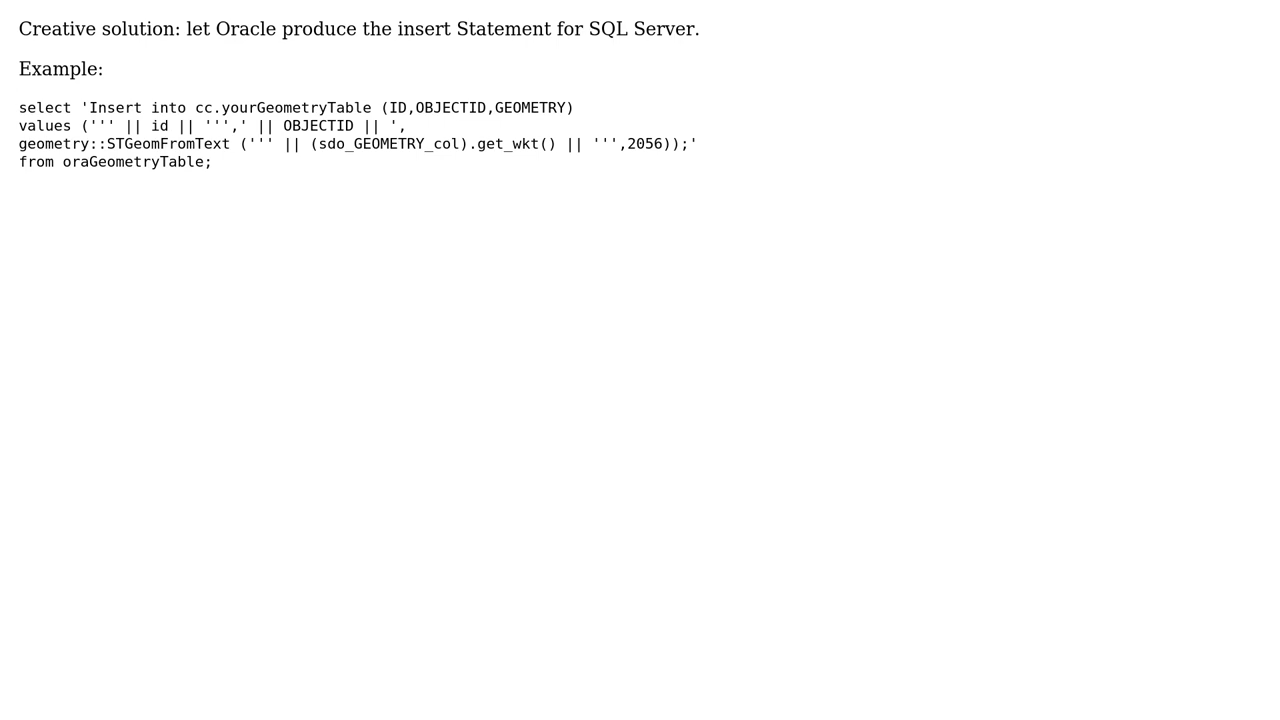 Creative solution: let Oracle produce the insert Statement for SQL Server.
Example:
select 'Insert into cc.yourGeometryTable (ID,OBJECTID,GEOMETRY)
values (''' || id || ''',' || OBJECTID || ',
geometry::STGeomFromText (''' || (sdo_GEOMETRY_col).get_wkt() || ''',2056));'
from oraGeometryTable;